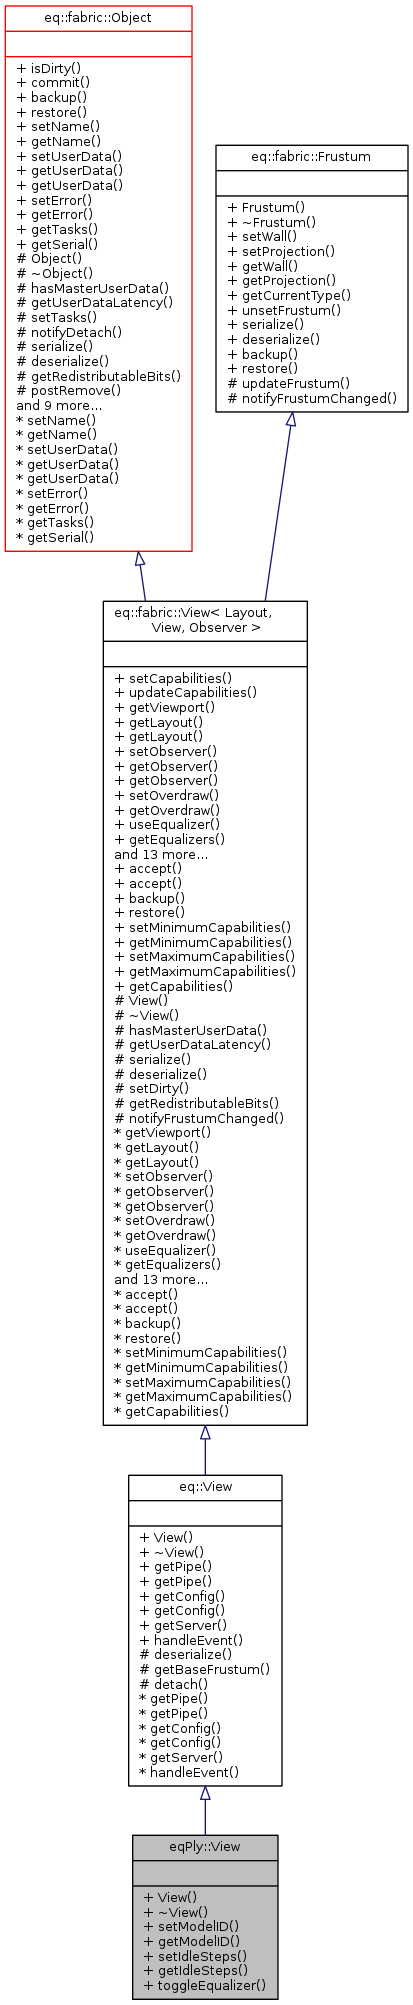 eq::fabric::Object
+ isDirty()
+ commit()
+ backup()
+ restore()
+ setName()
+ getName()
+ setUserData()
+ getUserData()
+ getUserData()
+ setError()
+ getError()
+ getTasks()
+ getSerial()
# Object()
# ~Object()
# hasMasterUserData()
# getUserDataLatency()
# setTasks()
# notifyDetach()
# serialize()
# deserialize()
# getRedistributableBits()
# postRemove()
and 9 more...
* setName()
* getName()
* setUserData()
* getUserData()
* getUserData()
* setError()
* getError()
* getTasks()
* getSerial()
eq::fabric::Frustum
+ Frustum()
+ ~Frustum()
+ setWall()
+ setProjection()
+ getWall()
+ getProjection()
+ getCurrentType()
+ unsetFrustum()
+ serialize()
+ deserialize()
+ backup()
+ restore()
# updateFrustum()
# notifyFrustumChanged()
eq::fabric::View< Layout,
View, Observer >
+ setCapabilities()
+ updateCapabilities()
+ getViewport()
+ getLayout()
+ getLayout()
+ setObserver()
+ getObserver()
+ getObserver()
+ setOverdraw()
+ getOverdraw()
+ useEqualizer()
+ getEqualizers()
and 13 more...
+ accept()
+ accept()
+ backup()
+ restore()
+ setMinimumCapabilities()
+ getMinimumCapabilities()
+ setMaximumCapabilities()
+ getMaximumCapabilities()
+ getCapabilities()
# View()
# ~View()
# hasMasterUserData()
# getUserDataLatency()
# serialize()
# deserialize()
# setDirty()
# getRedistributableBits()
# notifyFrustumChanged()
* getViewport()
* getLayout()
* getLayout()
* setObserver()
* getObserver()
* getObserver()
* setOverdraw()
* getOverdraw()
* useEqualizer()
* getEqualizers()
and 13 more...
* accept()
* accept()
* backup()
* restore()
* setMinimumCapabilities()
* getMinimumCapabilities()
* setMaximumCapabilities()
* getMaximumCapabilities()
* getCapabilities()
eq::View
+ View()
+ ~View()
+ getPipe()
+ getPipe()
+ getConfig()
+ getConfig()
+ getServer()
+ handleEvent()
# deserialize()
# getBaseFrustum()
# detach()
* getPipe()
* getPipe()
* getConfig()
* getConfig()
* getServer()
* handleEvent()
eqPly::View
+ View()
+ ~View()
+ setModelID()
+ getModelID()
+ setIdleSteps()
+ getIdleSteps()
+ toggleEqualizer()